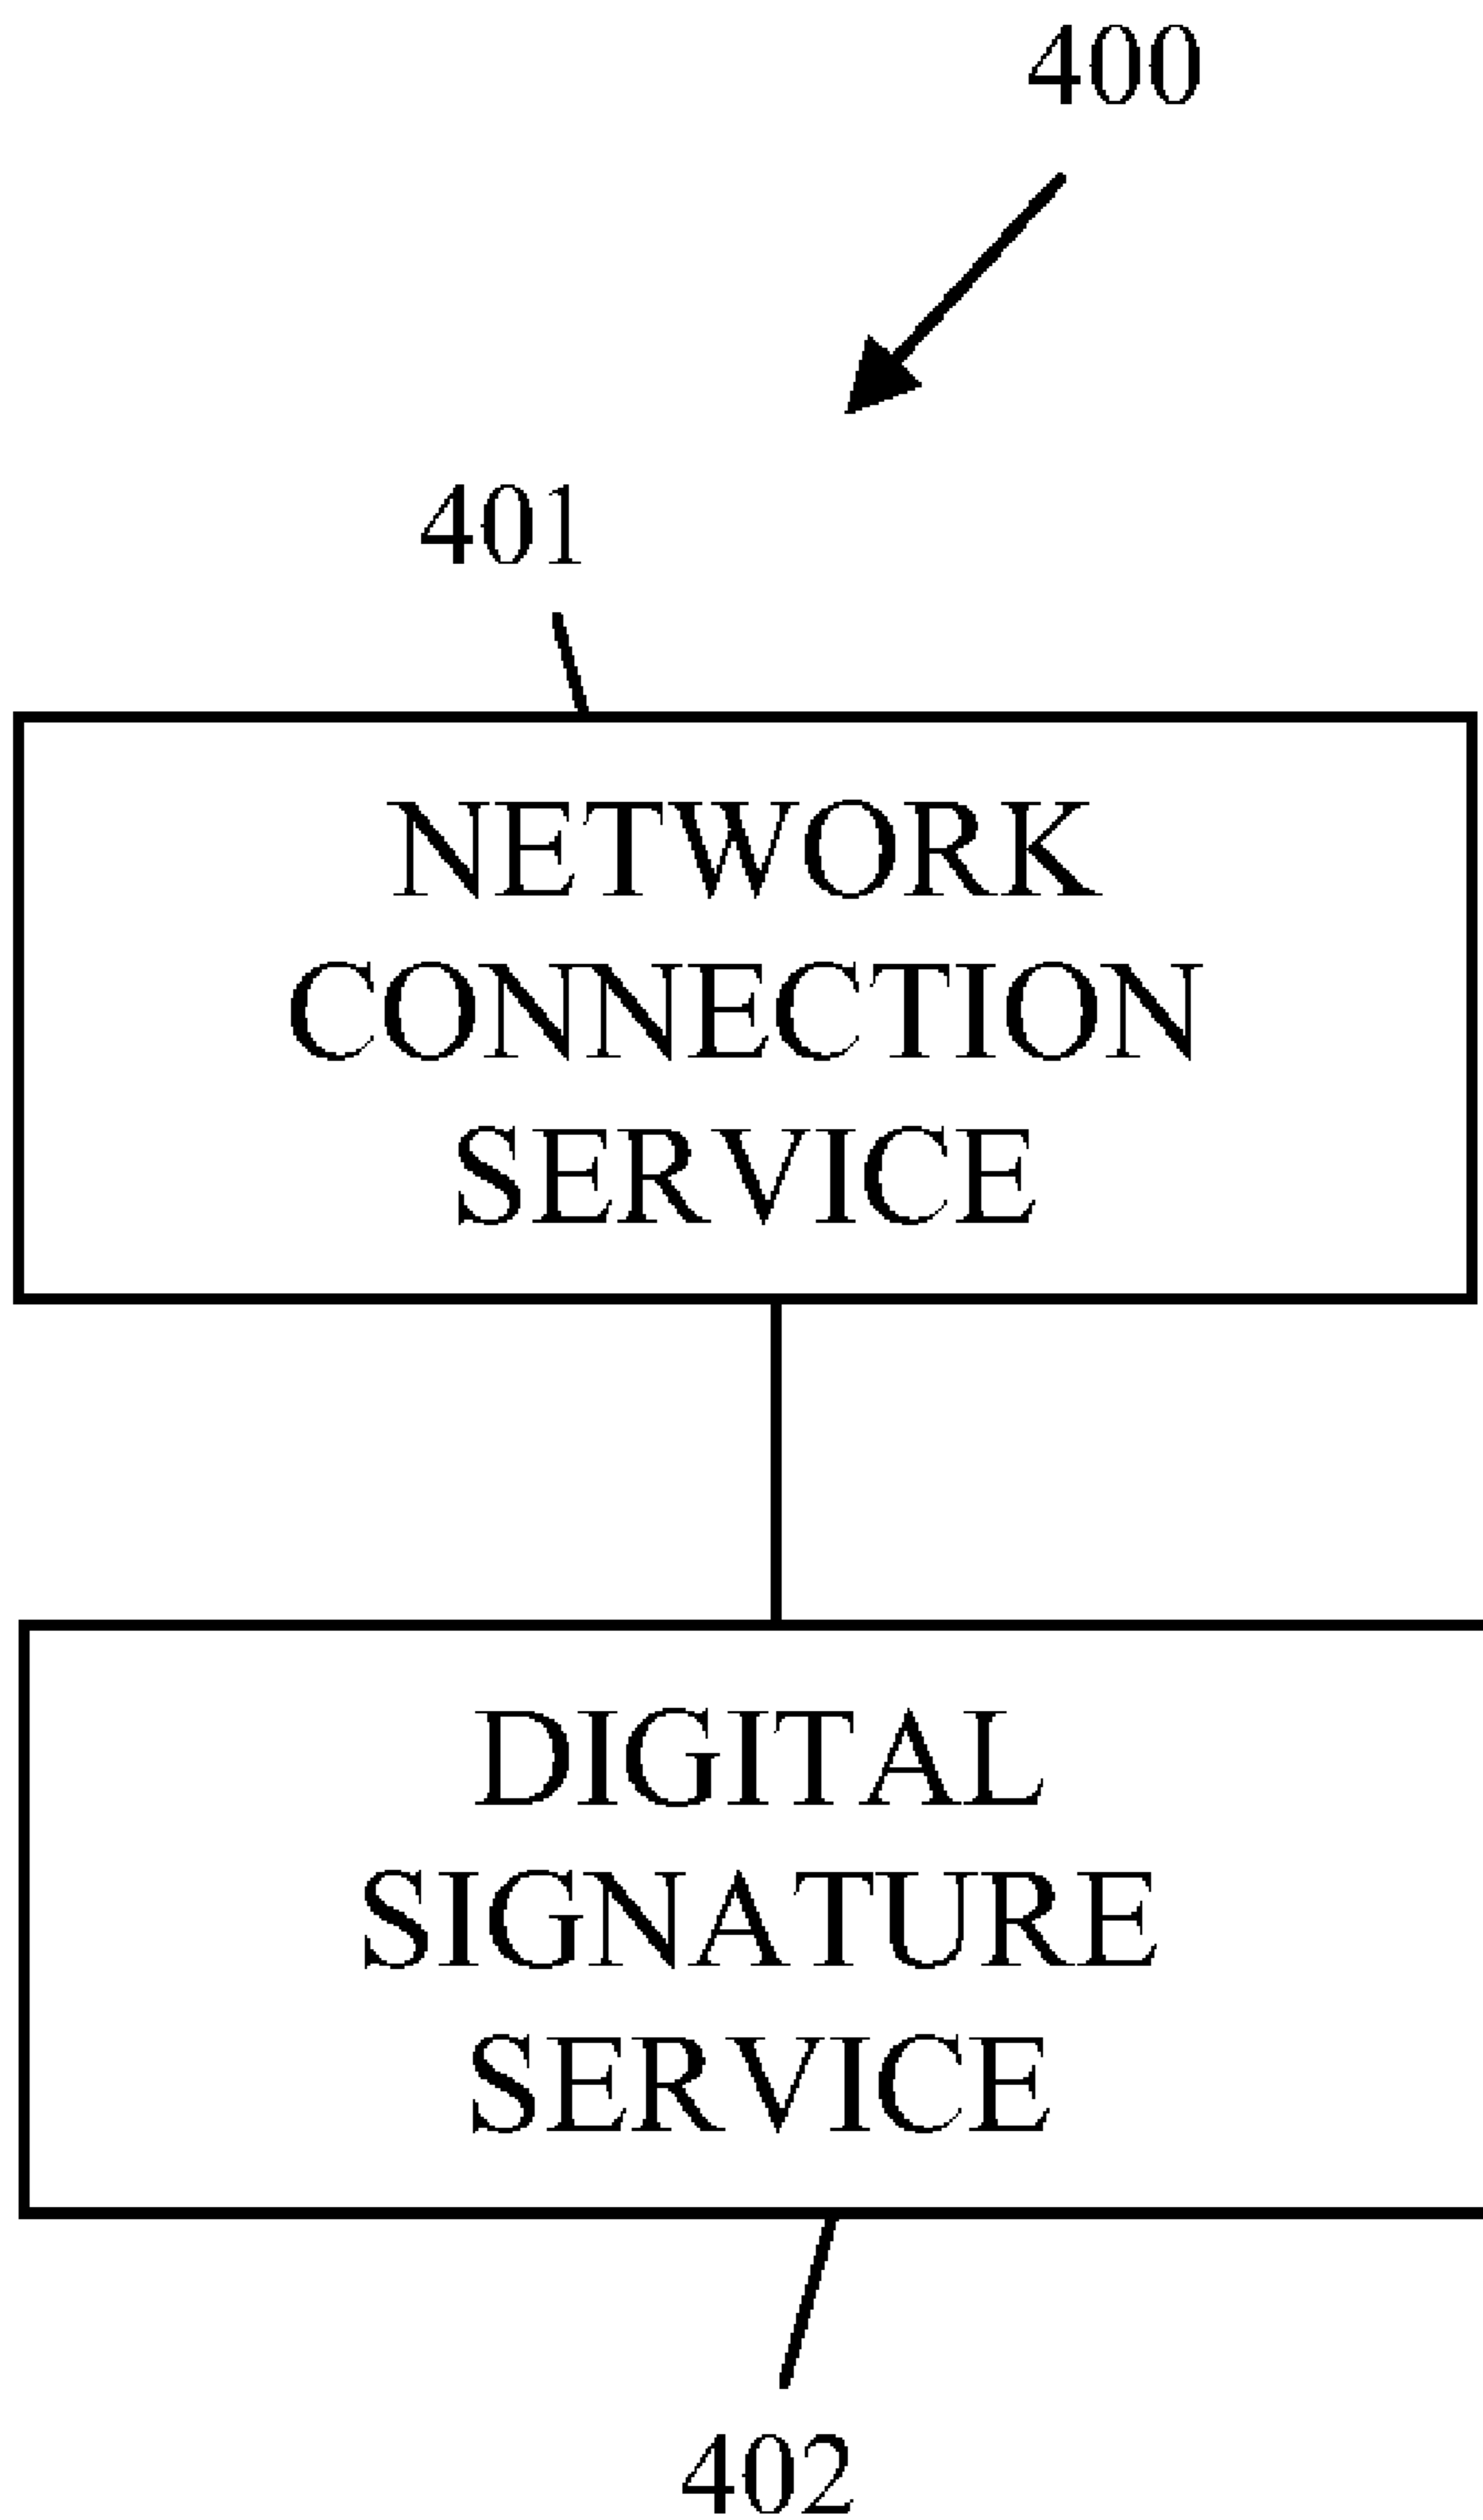 400
401
NETWORK
CONNECTION
SERVICE
DIGITAL
SIGNATURE
SERVICE
402